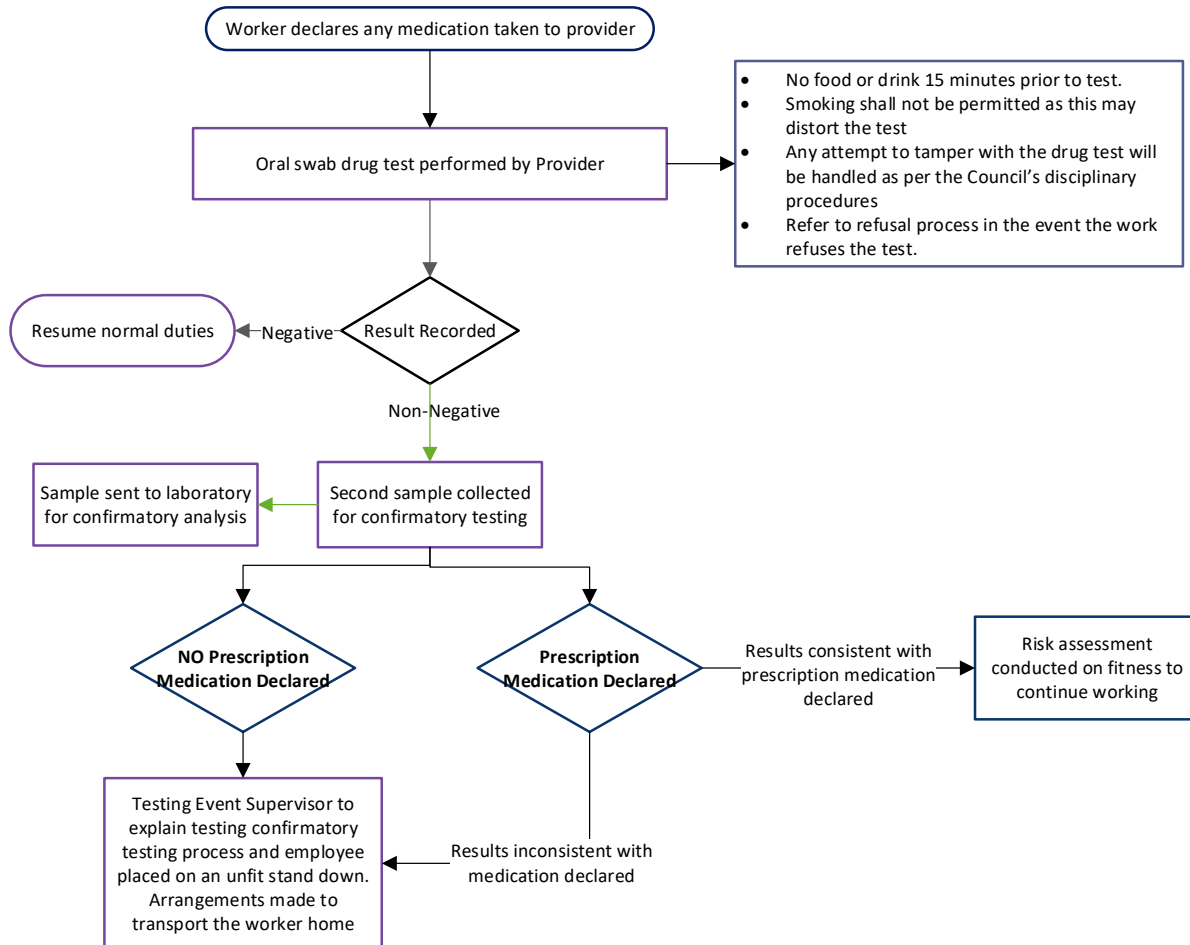 Worker declares any medication taken to provider
• No food or drink 15 minutes prior to test.
• Smoking shall not be permitted as this may
distort the test
• Any attempt to tamper with the drug test will
be handled as per the Council’s disciplinary
procedures
• Refer to refusal process in the event the work
refuses the test.
Oral swab drug test performed by Provider
Resume normal duties
Negative
Result Recorded
Non-Negative
Sample sent to laboratory
for confirmatory analysis
Second sample collected
for confirmatory testing
NO Prescription
Medication Declared
Prescription
Medication Declared
Results consistent with
prescription medication
declared
Risk assessment
conducted on fitness to
continue working
Testing Event Supervisor to
explain testing confirmatory
testing process and employee
placed on an unfit stand down.
Arrangements made to
transport the worker home
Results inconsistent with
medication declared